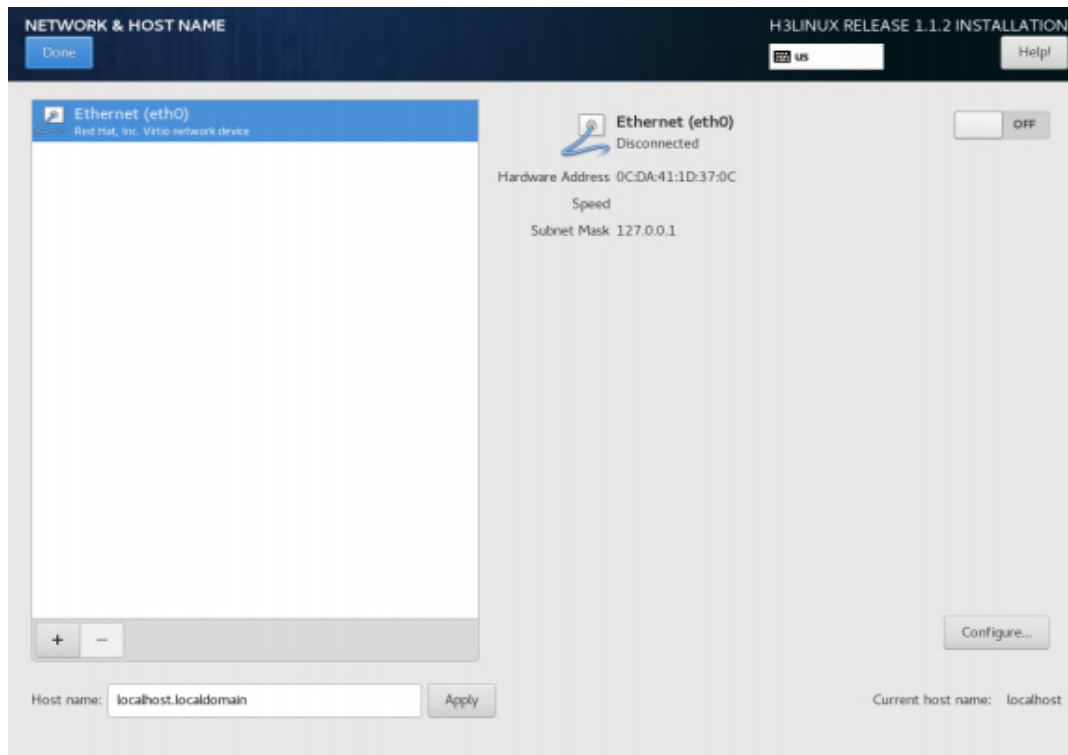 NETWORK & HOST NAME
H3LINUX RELEASE 1.1.2 INSTALLATION
Done
us
Help!
Ethernet (eth0)
Red Hat, Inc. Virtio network device
Ethernet (eth0)
Disconnected
OFF
Hardware Address 0C:DA:41:1D:37:0C
Speed
Subnet Mask 127.0.0.1
+ −
Configure...
Host name: localhost.localdomain Apply
Current host name: localhost